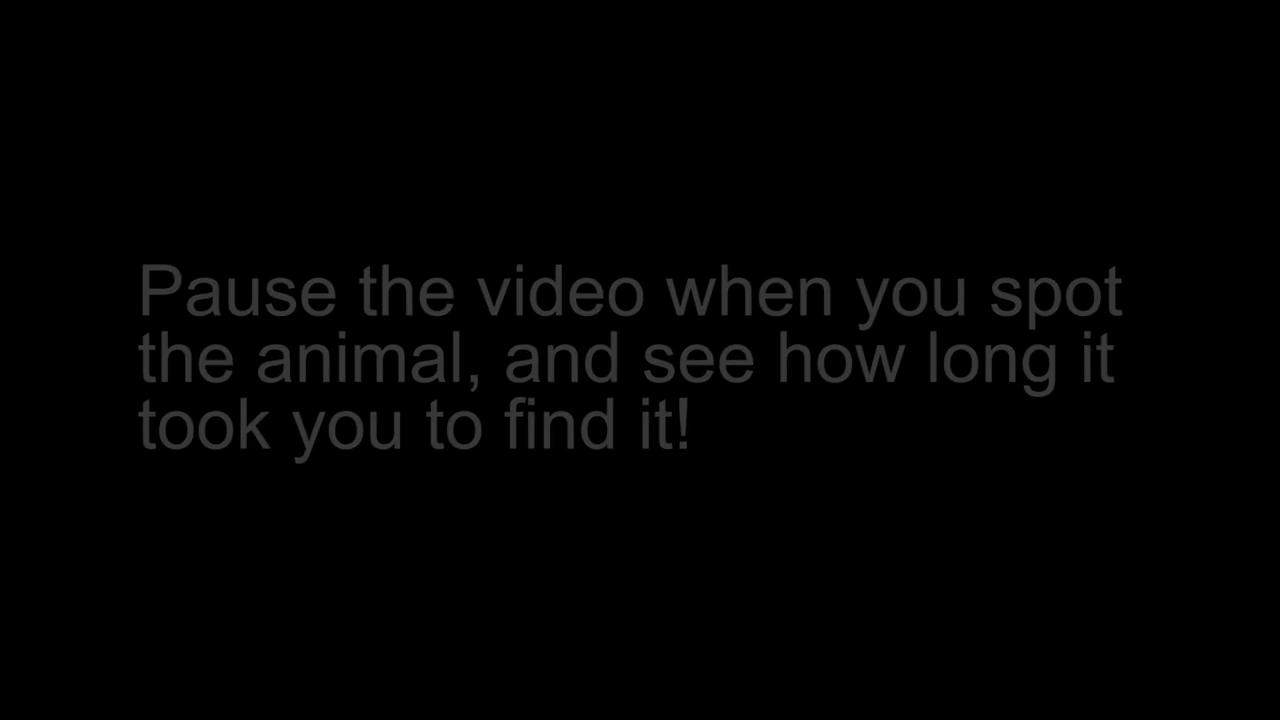 Pause the video when you spot
the animal, and see how long it
took you to find it!